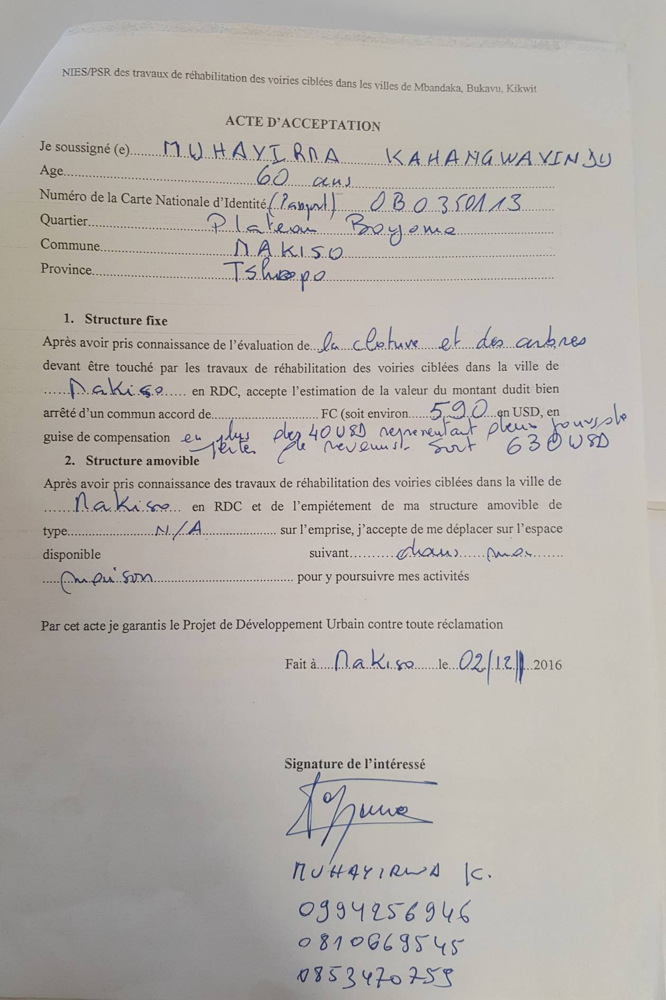 NIES/PSR des travaux de réhabilitation des voiries ciblées dans les villes de Mbandaka, Bukavu, Kikwit
ACTE D'ACCEPTATION
Je soussigné (e)..........MUHAYIRMA KAHANGWAVINDU
Age..........60 ans..........
Numéro de la Carte Nationale d'Identité.(Passport)....OB0350113.....
Quartier..........Plateau Boyoma..........
Commune..........MAKISO..........
Province..........Tshopo..........
1. Structure fixe
Après avoir pris connaissance de l'évaluation de...la cloture et des arbres
devant être touché par les travaux de réhabilitation des voiries ciblées dans la ville de
.....Makiso..... en RDC, accepte l'estimation de la valeur du montant dudit bien
arrêté d'un commun accord de.............................. FC (soit environ.....590...en USD, en
guise de compensation en plus des 40 USD representant deux jours de
pertes de revenus. Soit 630 USD
2. Structure amovible
Après avoir pris connaissance des travaux de réhabilitation des voiries ciblées dans la ville de
.....Makiso... en RDC et de l'empiétement de ma structure amovible de
type..........N/A.......... sur l'emprise, j'accepte de me déplacer sur l'espace
disponible suivant..........dans ma..........
.....maison.............................. pour y poursuivre mes activités
Par cet acte je garantis le Projet de Développement Urbain contre toute réclamation
Fait à.....Makiso.......le...02/12/...2016
Signature de l'intéressé
MUHAYIRWA K.
0994256946
0810669545
0853470759